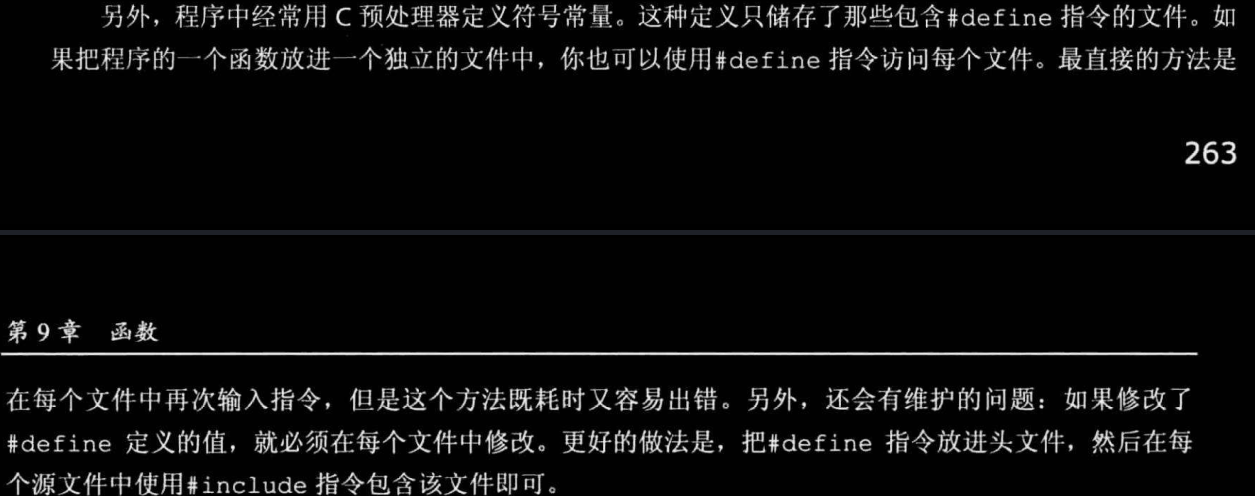 另外，程序中经常用 C 预处理器定义符号常量。这种定义只储存了那些包含#define 指令的文件。如
果把程序的一个函数放进一个独立的文件中，你也可以使用#define 指令访问每个文件。最直接的方法是
263
第 9 章 函数
在每个文件中再次输入指令，但是这个方法既耗时又容易出错。另外，还会有维护的问题：如果修改了
#define 定义的值，就必须在每个文件中修改。更好的做法是，把#define 指令放进头文件，然后在每
个源文件中使用#include 指令包含该文件即可。